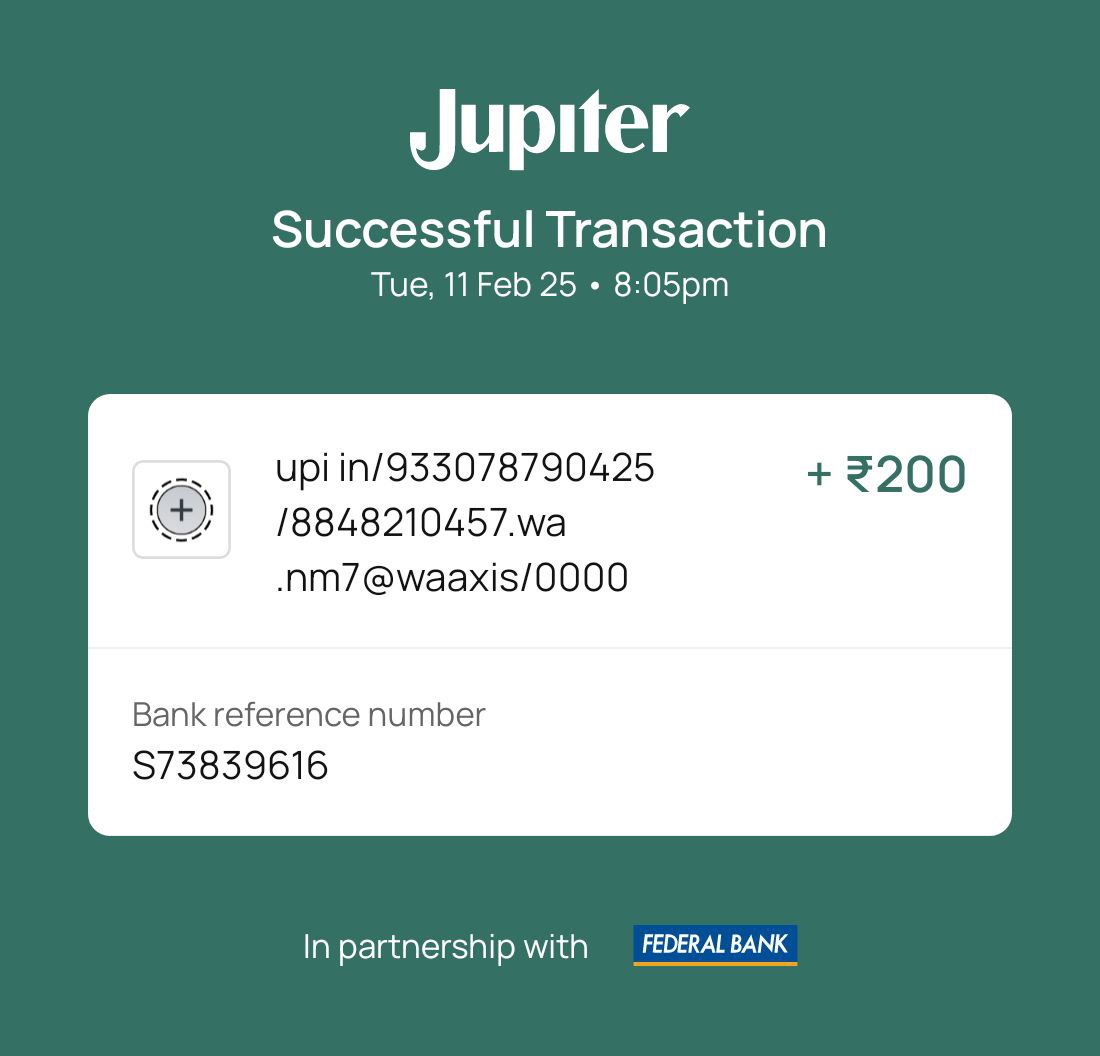 Jupiter
Successful Transaction
Tue, 11 Feb 25 • 8:05pm
upi in/933078790425
/8848210457.wa
.nm7@waaxis/0000
+ ₹200
Bank reference number
S73839616
In partnership with FEDERAL BANK